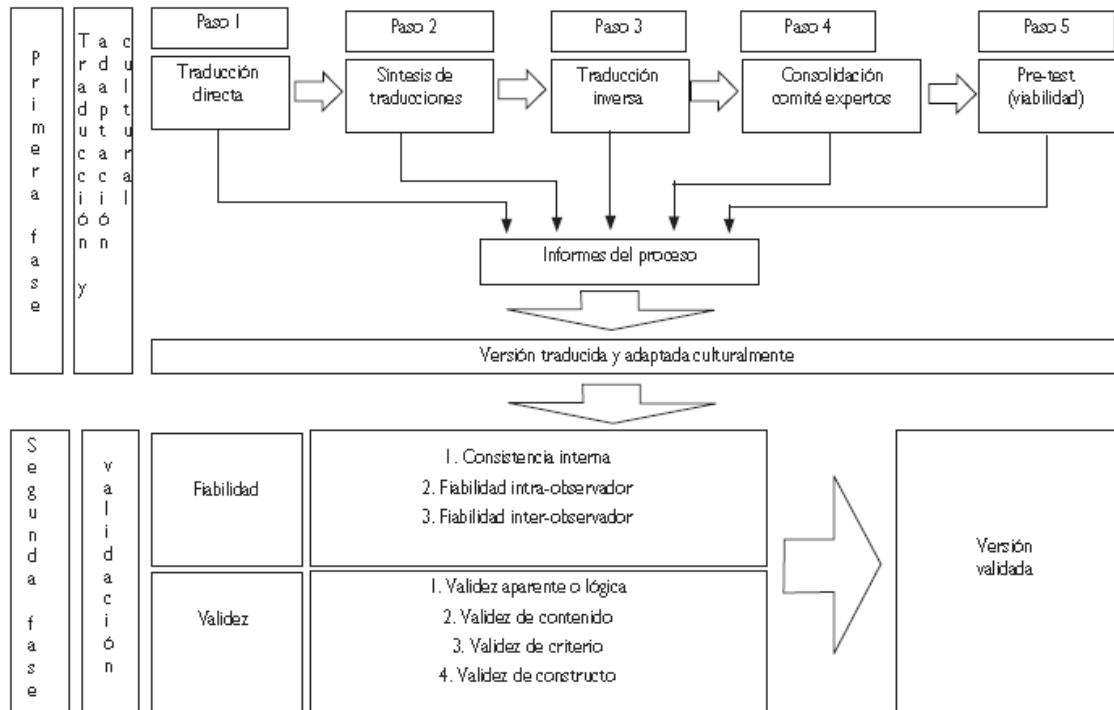 Primera fase
Traducción y
adaptación
cultural
Paso 1
Traducción
directa
Paso 2
Síntesis de
traducciones
Paso 3
Traducción
inversa
Paso 4
Consolidación
comité expertos
Paso 5
Pre-test
(viabilidad)
Informes del proceso
Versión traducida y adaptada culturalmente
Segunda fase
validación
Fiabilidad
1. Consistencia interna
2. Fiabilidad intra-observador
3. Fiabilidad inter-observador
Validez
1. Validez aparente o lógica
2. Validez de contenido
3. Validez de criterio
4. Validez de constructo
Versión
validada